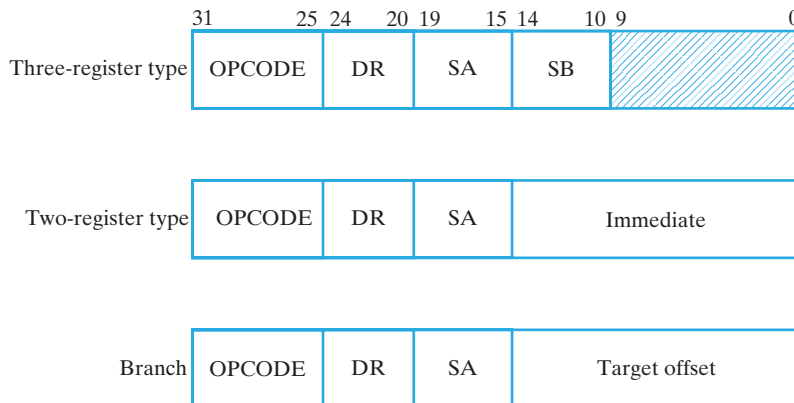 31 25 24 20 19 15 14 10 9 0
Three-register type OPCODE DR SA SB
Two-register type OPCODE DR SA Immediate
Branch OPCODE DR SA Target offset